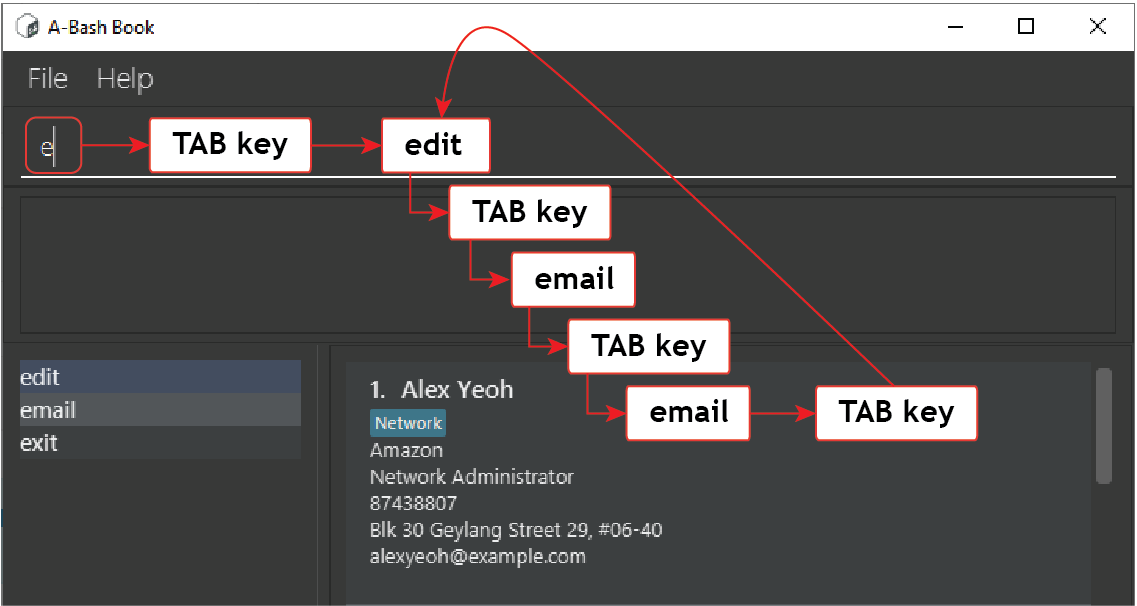 A-Bash Book
File Help
e TAB key edit
TAB key
email
TAB key
email TAB key
edit
email
exit
1. Alex Yeoh
Network
Amazon
Network Administrator
87438807
Blk 30 Geylang Street 29, #06-40
alexyeoh@example.com